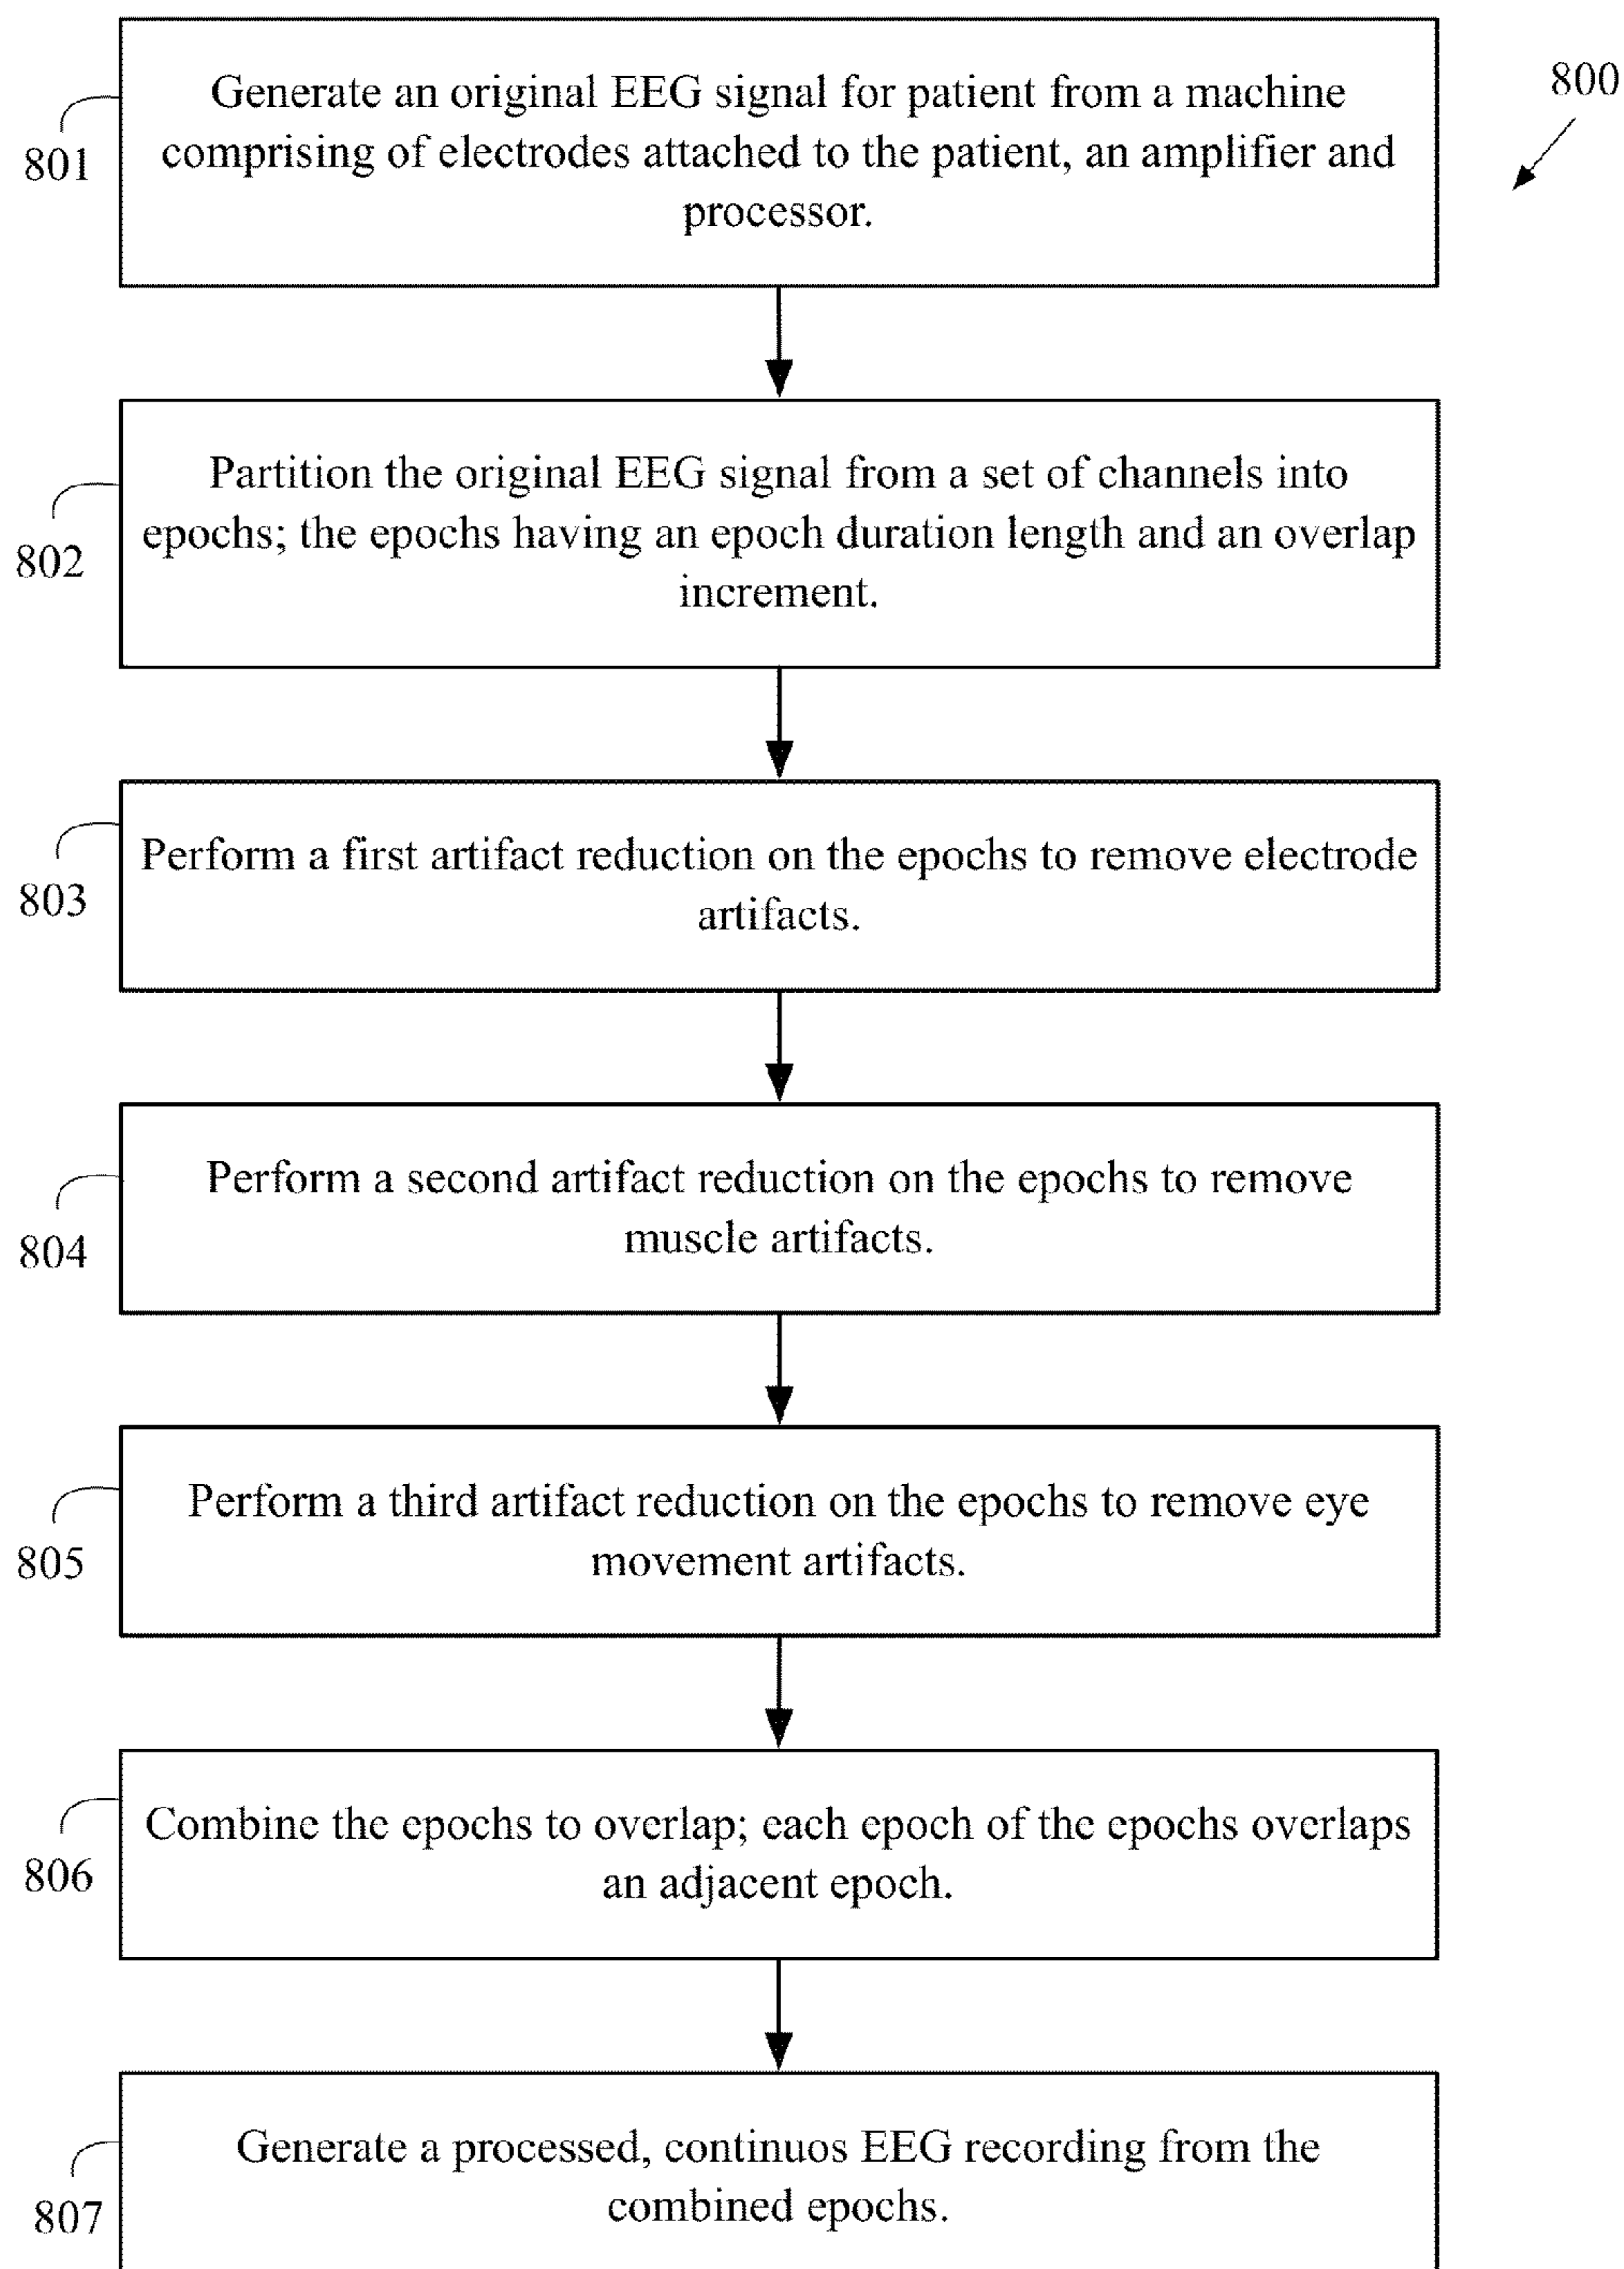 800
Generate an original EEG signal for patient from a machine
comprising of electrodes attached to the patient, an amplifier and
processor.
801
Partition the original EEG signal from a set of channels into
epochs; the epochs having an epoch duration length and an overlap
increment.
802
Perform a first artifact reduction on the epochs to remove electrode
artifacts.
803
Perform a second artifact reduction on the epochs to remove
muscle artifacts.
804
Perform a third artifact reduction on the epochs to remove eye
movement artifacts.
805
Combine the epochs to overlap; each epoch of the epochs overlaps
an adjacent epoch.
806
Generate a processed, continuos EEG recording from the
combined epochs.
807